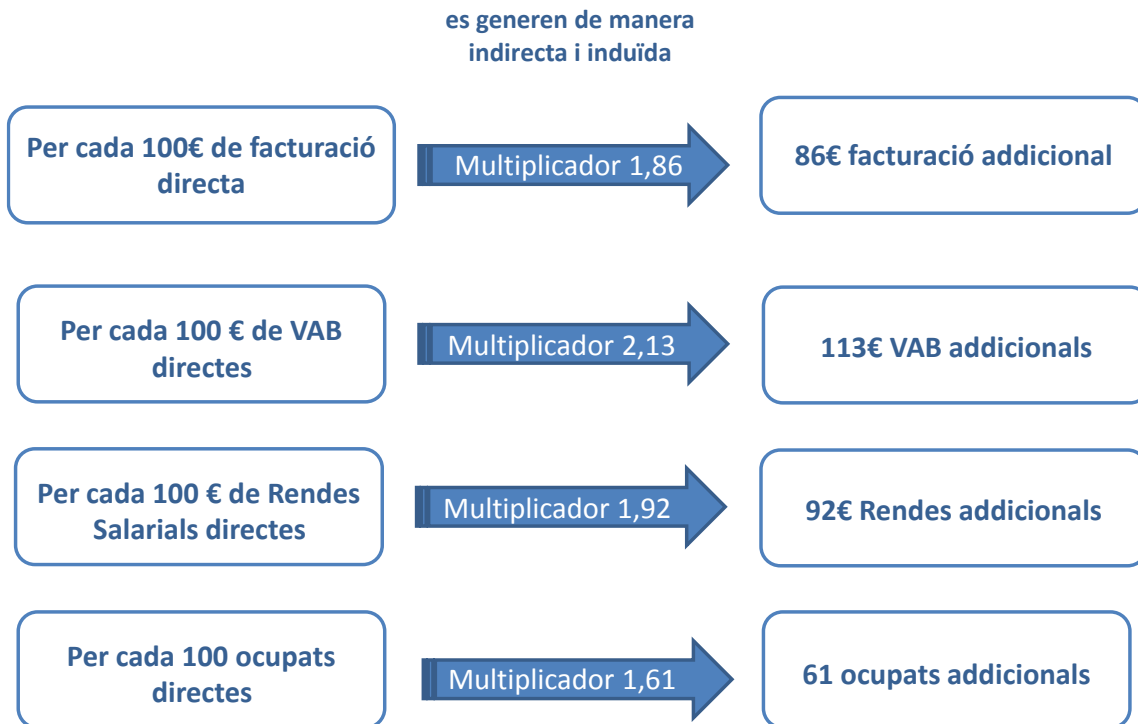 es generen de manera
indirecta i induïda
Per cada 100€ de facturació
directa
Multiplicador 1,86
86€ facturació addicional
Per cada 100 € de VAB
directes
Multiplicador 2,13
113€ VAB addicionals
Per cada 100 € de Rendes
Salarials directes
Multiplicador 1,92
92€ Rendes addicionals
Per cada 100 ocupats
directes
Multiplicador 1,61
61 ocupats addicionals